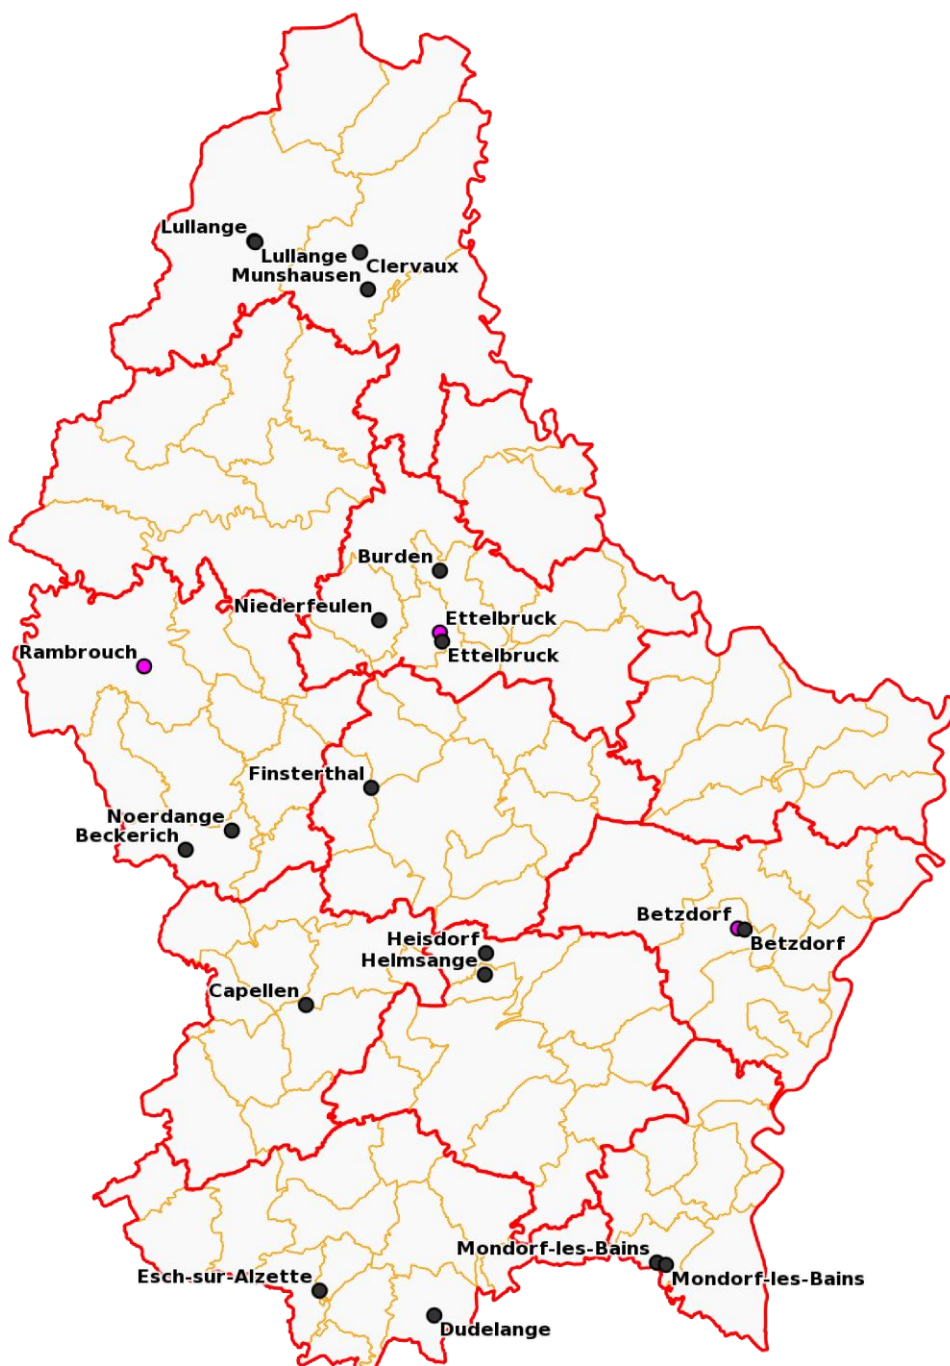 Lullange
Lullange
Clervaux
Munshausen
Burden
Niederfeulen
Ettelbruck
Rambrouch
Ettelbruck
Finsterthal
Noerdange
Beckerich
Betzdorf
Heisdorf
Betzdorf
Helmsange
Capellen
Mondorf-les-Bains
Esch-sur-Alzette
Mondorf-les-Bains
Dudelange